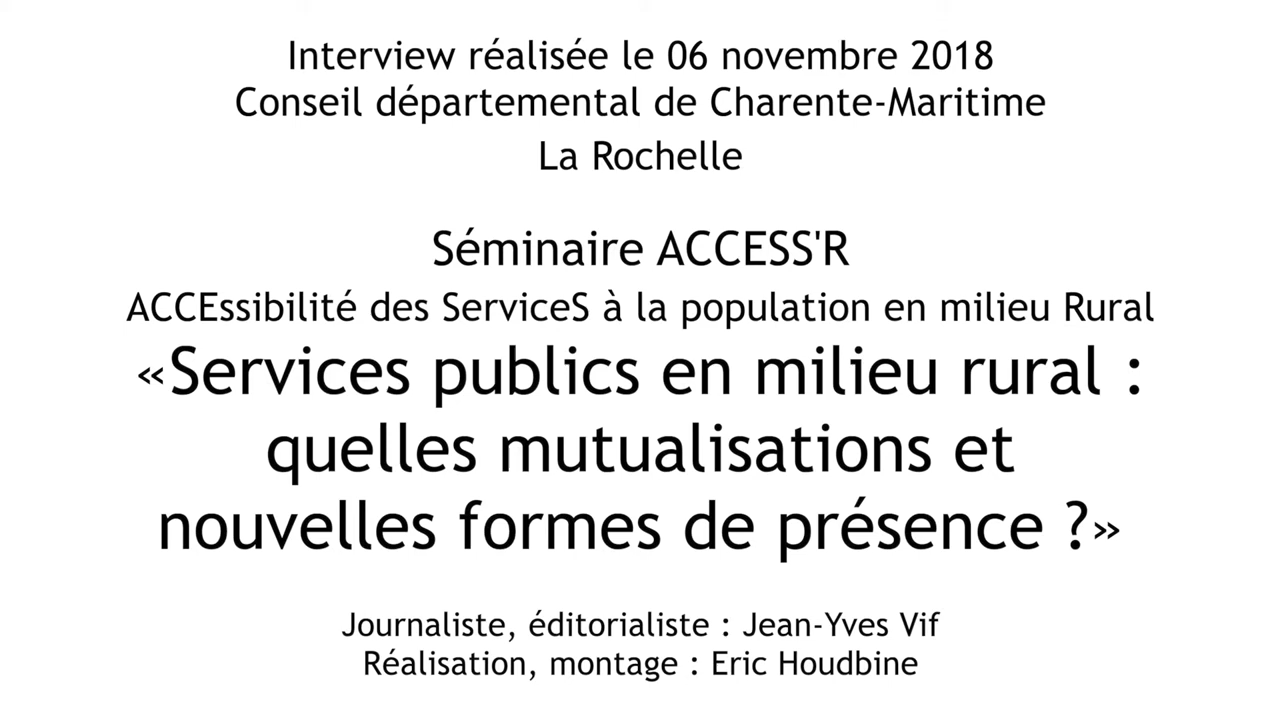 Interview réalisée le 06 novembre 2018
Conseil départemental de Charente-Maritime
La Rochelle
Séminaire ACCESS'R
ACCEssibilité des ServiceS à la population en milieu Rural
«Services publics en milieu rural :
quelles mutualisations et
nouvelles formes de présence ?»
Journaliste, éditorialiste : Jean-Yves Vif
Réalisation, montage : Eric Houdbine